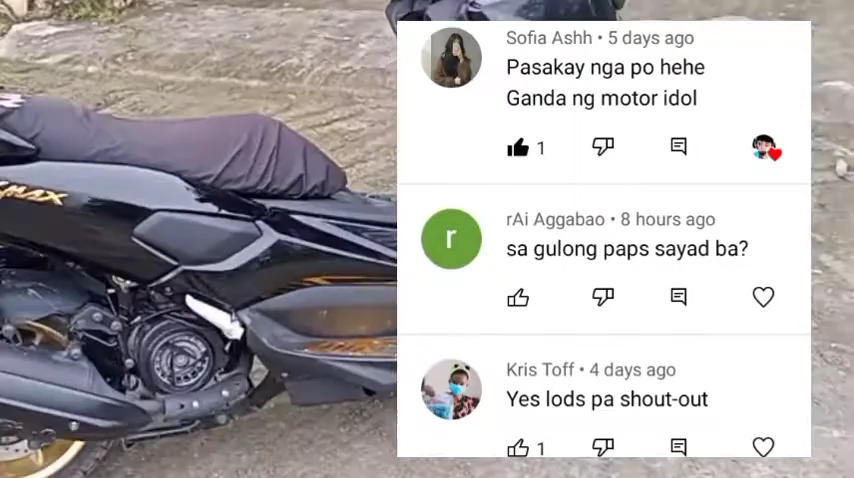 MAX
Sofia Ashh • 5 days ago
Pasakay nga po hehe
Ganda ng motor idol
1
r
rAi Aggabao • 8 hours ago
sa gulong paps sayad ba?
Kris Toff • 4 days ago
Yes lods pa shout-out
1